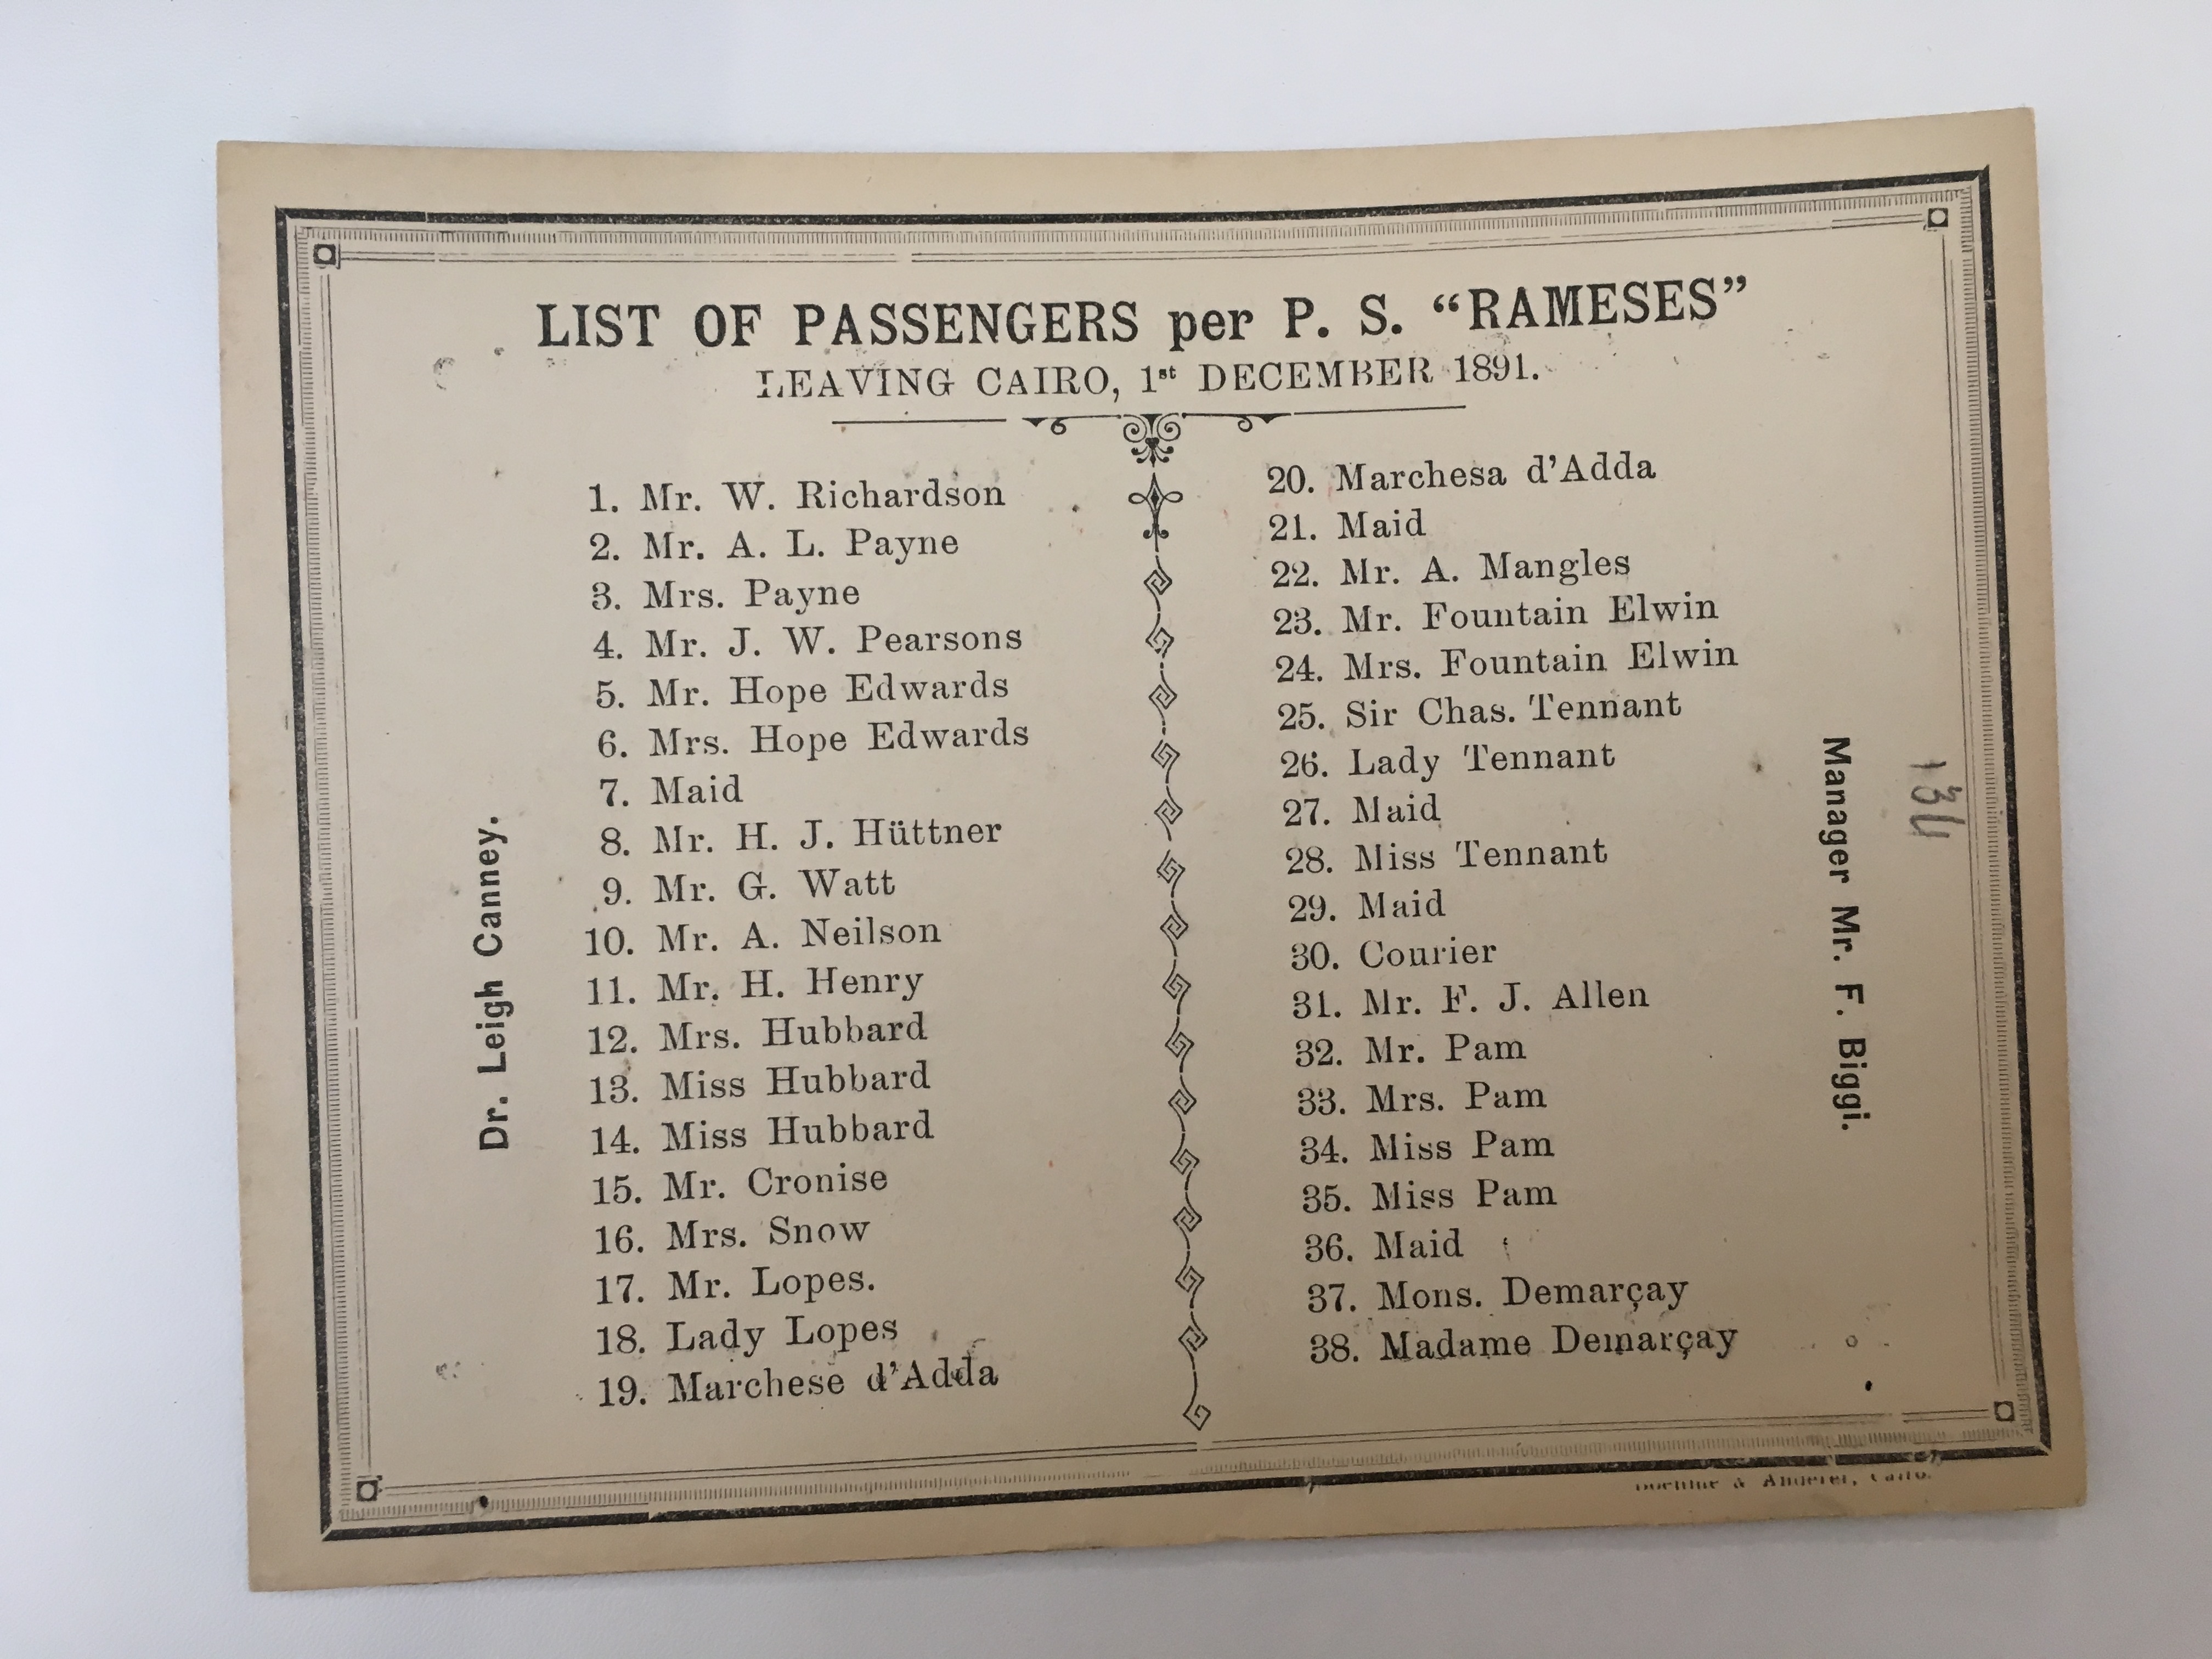 LIST OF PASSENGERS per P. S. “RAMESES”
LEAVING CAIRO, 1st DECEMBER 1891.
1. Mr. W. Richardson
2. Mr. A. L. Payne
3. Mrs. Payne
4. Mr. J. W. Pearsons
5. Mr. Hope Edwards
6. Mrs. Hope Edwards
7. Maid
8. Mr. H. J. Hüttner
9. Mr. G. Watt
10. Mr. A. Neilson
11. Mr. H. Henry
12. Mrs. Hubbard
13. Miss Hubbard
14. Miss Hubbard
15. Mr. Cronise
16. Mrs. Snow
17. Mr. Lopes.
18. Lady Lopes
19. Marchese d’Adda
20. Marchesa d’Adda
21. Maid
22. Mr. A. Mangles
23. Mr. Fountain Elwin
24. Mrs. Fountain Elwin
25. Sir Chas. Tennant
26. Lady Tennant
27. Maid
28. Miss Tennant
29. Maid
30. Courier
31. Mr. F. J. Allen
32. Mr. Pam
33. Mrs. Pam
34. Miss Pam
35. Miss Pam
36. Maid
37. Mons. Demarçay
38. Madame Demarçay
Dr. Leigh Canney.
Manager Mr. F. Biggi.
134
& Cairo.